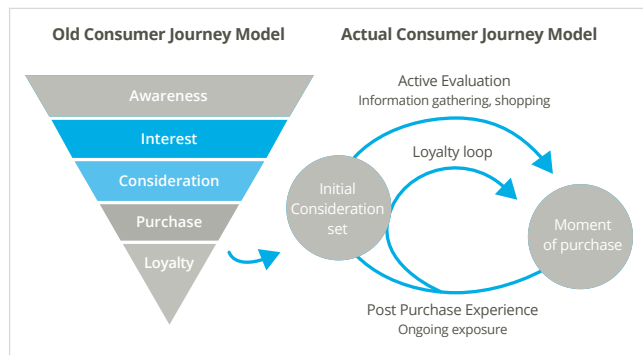 Old Consumer Journey Model
Awareness
Interest
Consideration
Purchase
Loyalty
Actual Consumer Journey Model
Active Evaluation
Information gathering, shopping
Loyalty loop
Initial
Consideration
set
Moment
of purchase
Post Purchase Experience
Ongoing exposure